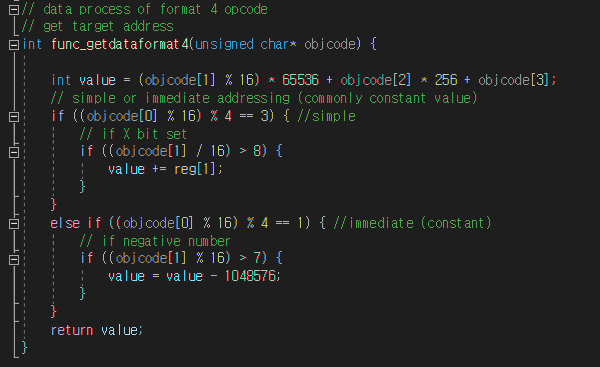 // data process of format 4 opcode
// get target address
int func_getdataformat4(unsigned char* objcode) {
int value = (objcode[1] % 16) * 65536 + objcode[2] * 256 + objcode[3];
// simple or immediate addressing (commonly constant value)
if ((objcode[0] % 16) % 4 == 3) { //simple
// if X bit set
if ((objcode[1] / 16) > 8) {
value += reg[1];
}
}
else if ((objcode[0] % 16) % 4 == 1) { //immediate (constant)
// if negative number
if ((objcode[1] % 16) > 7) {
value = value - 1048576;
}
}
return value;
}